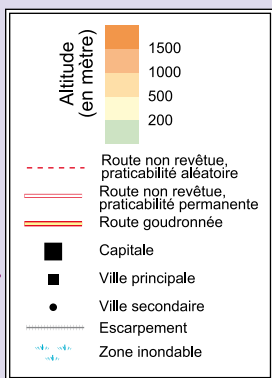 Altitude
(en mètre)
1500
1000
500
200
Route non revêtue,
praticabilité aléatoire
Route non revêtue,
praticabilité permanente
Route goudronnée
Capitale
Ville principale
Ville secondaire
Escarpement
Zone inondable